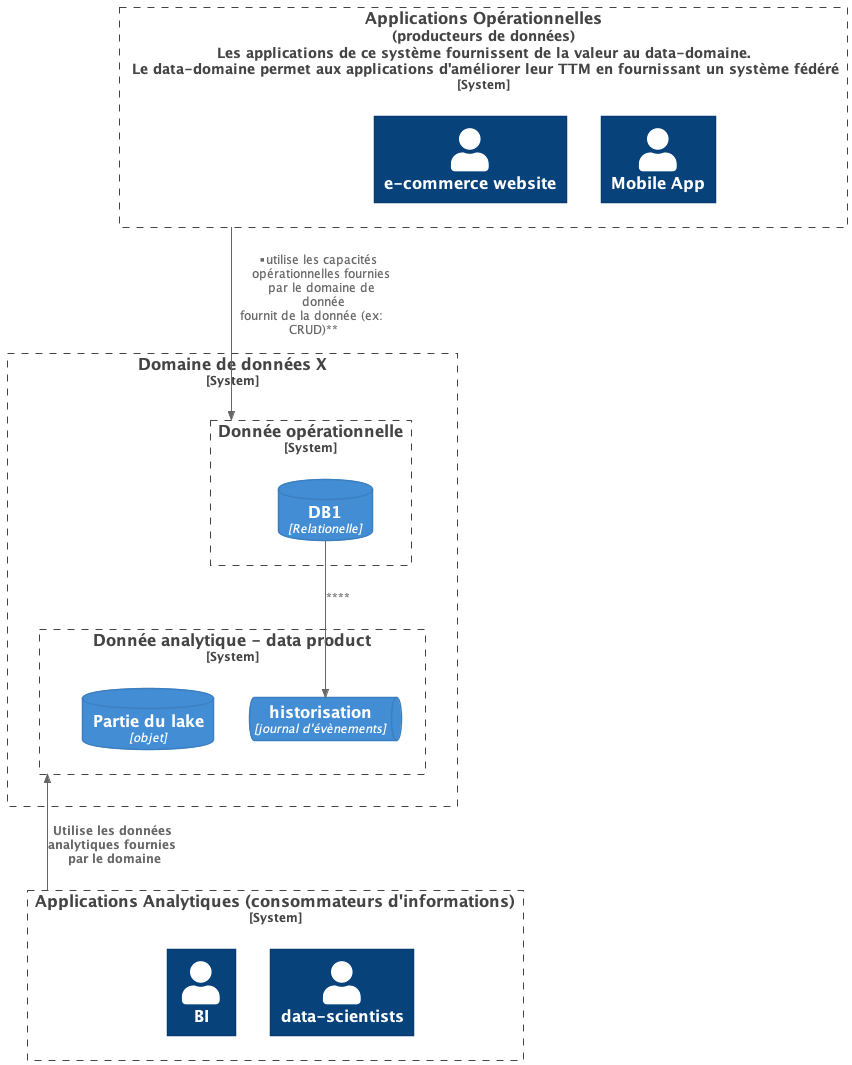 Applications Opérationnelles
(producteurs de données)
Les applications de ce système fournissent de la valeur au data-domaine.
Le data-domaine permet aux applications d'améliorer leur TTM en fournissant un système fédéré
[System]
e-commerce website
Mobile App
▪utilise les capacités
opérationnelles fournies
par le domaine de
donnée
fournit de la donnée (ex:
CRUD)**
Domaine de données X
[System]
Donnée opérationnelle
[System]
DB1
[Relationelle]
****
Donnée analytique - data product
[System]
Partie du lake
[objet]
historisation
[journal d'évènements]
Utilise les données
analytiques fournies
par le domaine
Applications Analytiques (consommateurs d'informations)
[System]
BI
data-scientists